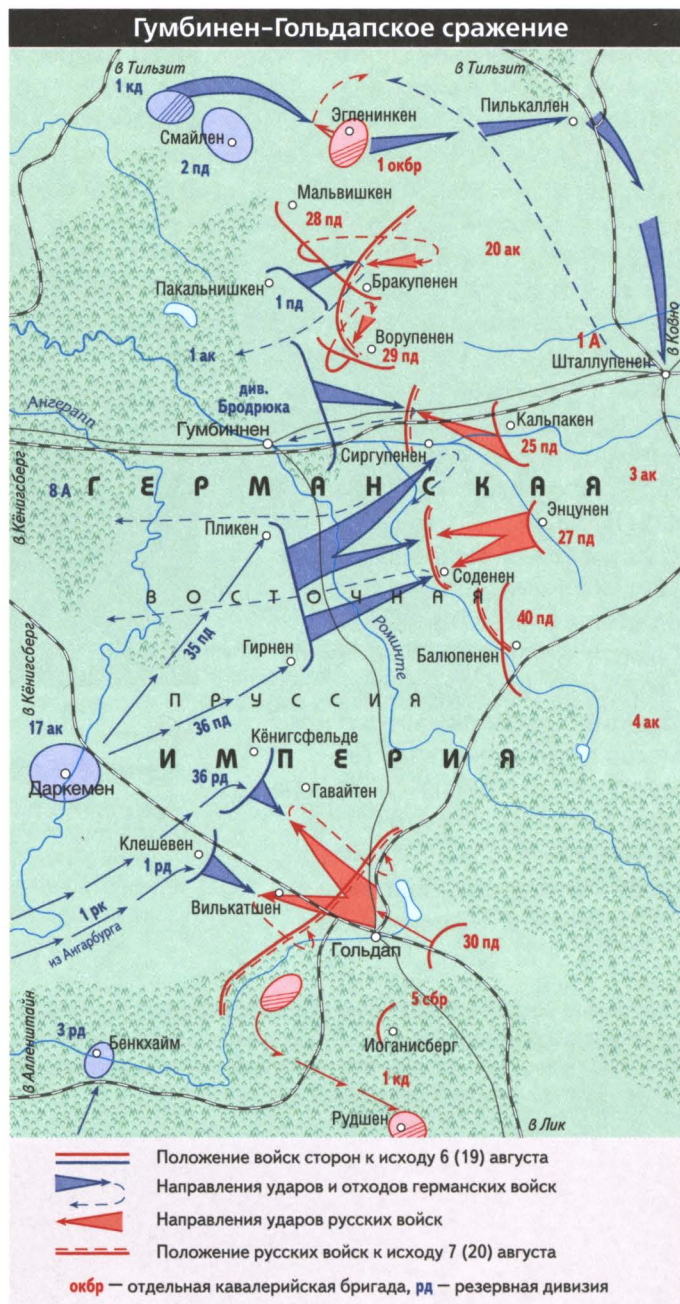 Гумбинен–Гольдапское сражение
в Тильзит
в Тильзит
1 кд
Смайлен
2 пд
Эгленинкен
1 окбр
Пилькаллен
Мальвишкен
28 пд
20 ак
Пакальнишкен
1 пд
Бракупенен
1 ак
Ворупенен
29 пд
1 А
Шталлупенен
в Ковно
див.
Бродрюка
Ангерапп
Гумбиннен
Сиргупенен
Кальпакен
25 пд
в Кёнигсберг
8 А
ГЕРМАНСКАЯ
3 ак
Пликен
Энцунен
27 пд
Соденен
ВОСТОЧНАЯ
35 пд
Роминте
40 пд
Гирнен
Балюпенен
в Кёнигсберг
ПРУССИЯ
17 ак
36 пд
4 ак
Кёнигсфельде
ИМПЕРИЯ
Даркемен
36 рд
Гавайтен
Клешевен
1 рд
Вилькатшен
1 рк
из Ангарбурга
Гольдап
30 пд
5 сбр
Иоганисберг
3 рд
Бенкхайм
в Алленштайн
1 кд
Рудшен
в Лик
Положение войск сторон к исходу 6 (19) августа
Направления ударов и отходов германских войск
Направления ударов русских войск
Положение русских войск к исходу 7 (20) августа
окбр — отдельная кавалерийская бригада, рд — резервная дивизия